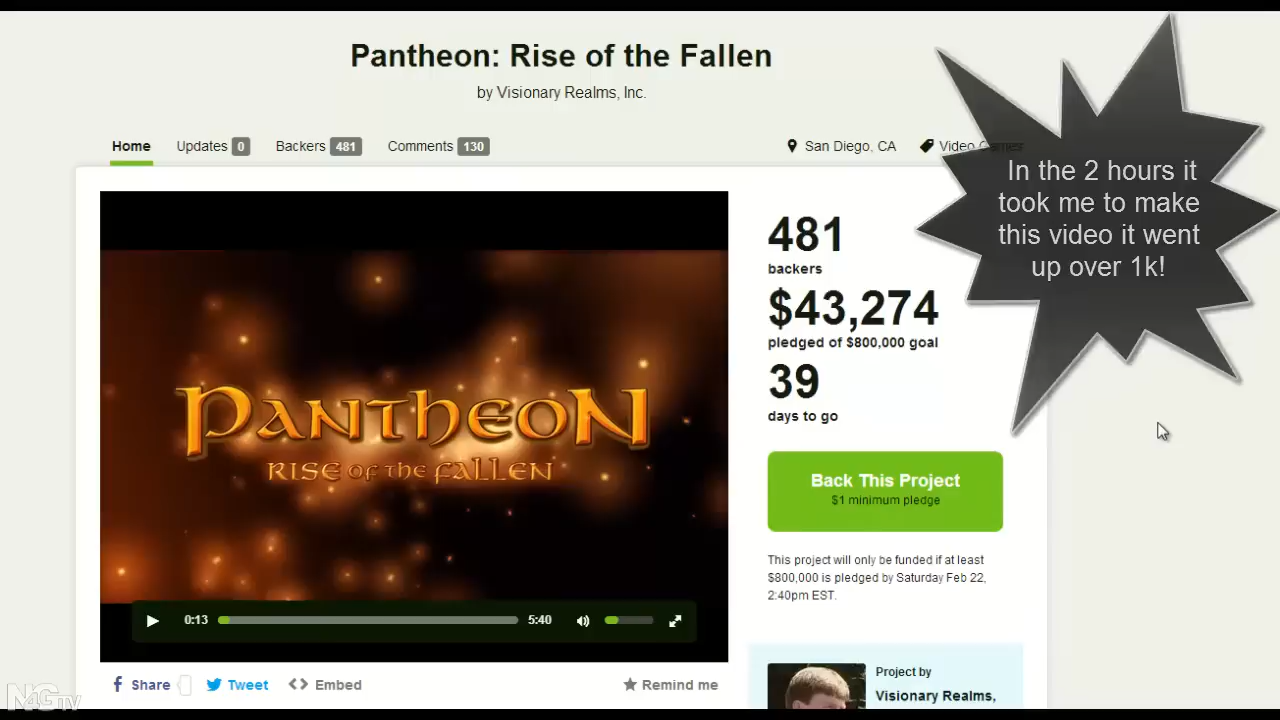 Pantheon: Rise of the Fallen
by Visionary Realms, Inc.
Home Updates 0 Backers 481 Comments 130 San Diego, CA Video Games
In the 2 hours it
took me to make
this video it went
up over 1k!
481
backers
$43,274
pledged of $800,000 goal
39
days to go
PANTHEON
RISE OF THE FALLEN
Back This Project
$1 minimum pledge
This project will only be funded if at least
$800,000 is pledged by Saturday Feb 22,
2:40pm EST.
0:13 5:40
Share Tweet Embed Remind me
Project by
Visionary Realms,
N4G TV